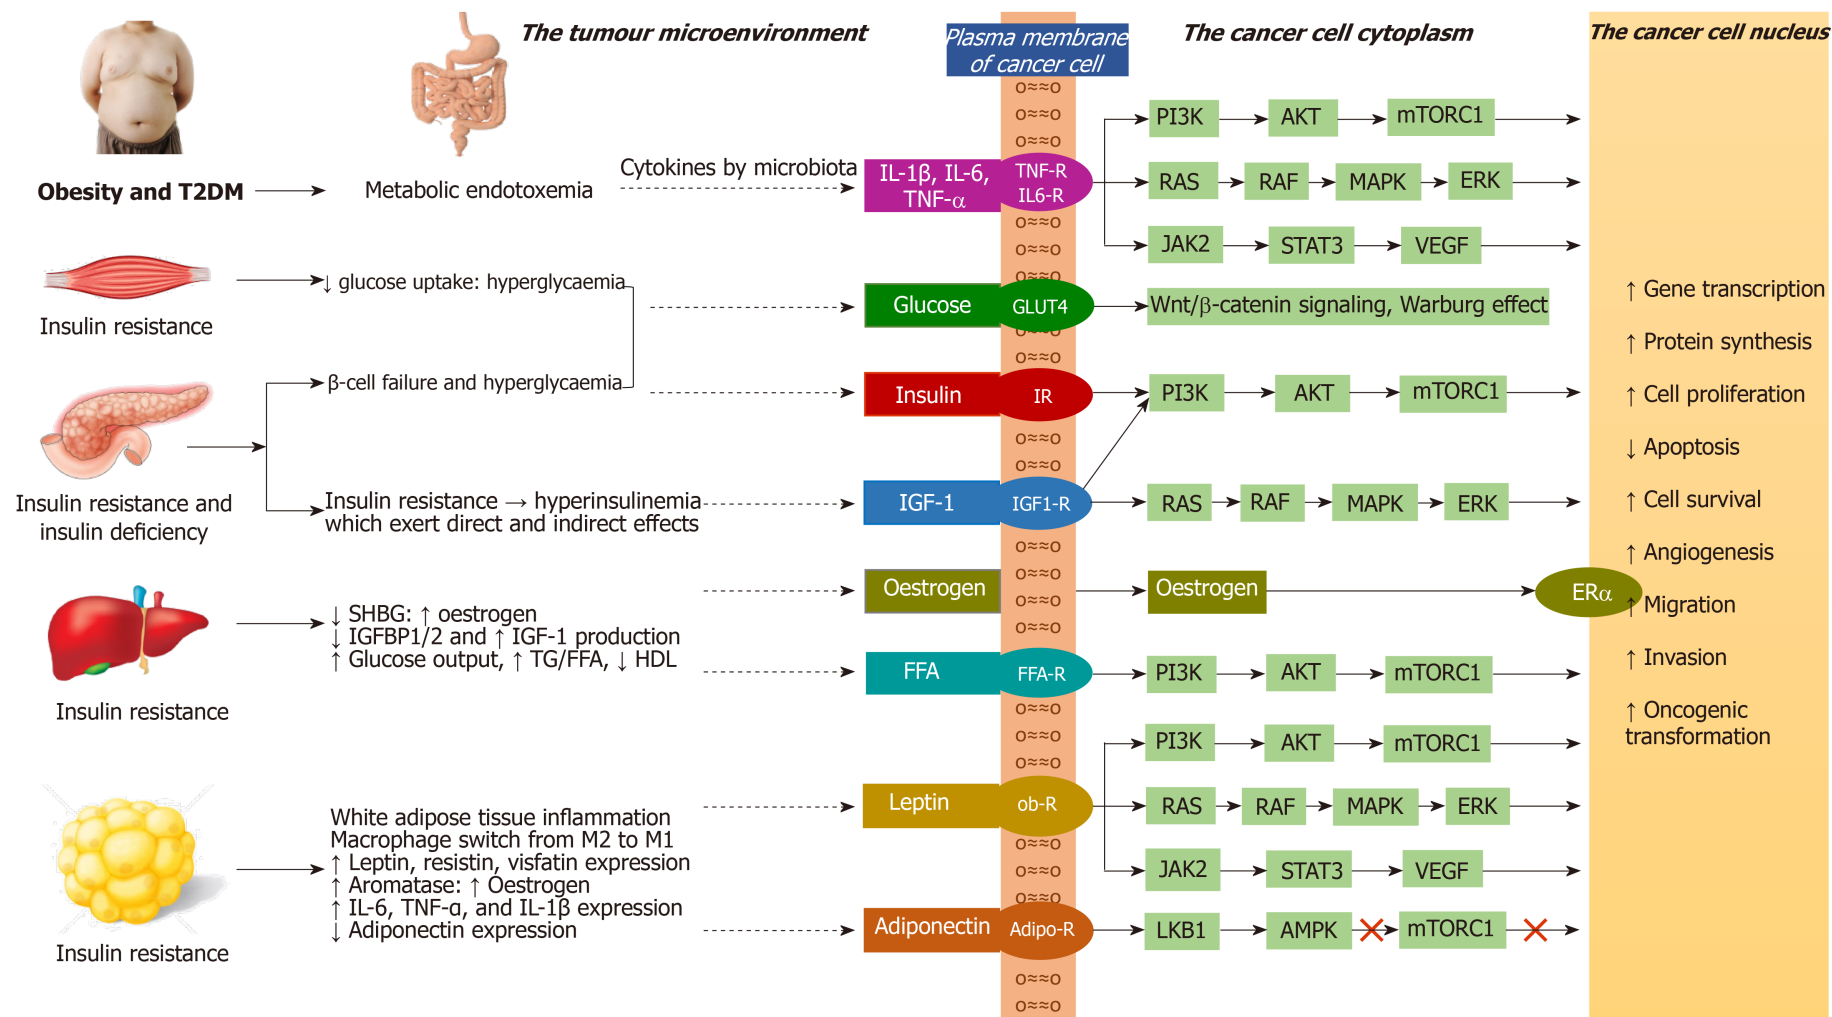 The tumour microenvironment
Plasma membrane
of cancer cell
The cancer cell cytoplasm
The cancer cell nucleus
Obesity and T2DM
Metabolic endotoxemia
Cytokines by microbiota
IL-1β, IL-6,
TNF-α
TNF-R
IL6-R
PI3K
AKT
mTORC1
RAS
RAF
MAPK
ERK
JAK2
STAT3
VEGF
Insulin resistance
↓ glucose uptake: hyperglycaemia
Glucose
GLUT4
Wnt/β-catenin signaling, Warburg effect
Insulin resistance and
insulin deficiency
β-cell failure and hyperglycaemia
Insulin
IR
PI3K
AKT
mTORC1
Insulin resistance → hyperinsulinemia
which exert direct and indirect effects
IGF-1
IGF1-R
RAS
RAF
MAPK
ERK
Insulin resistance
↓ SHBG: ↑ oestrogen
↓ IGFBP1/2 and ↑ IGF-1 production
↑ Glucose output, ↑ TG/FFA, ↓ HDL
Oestrogen
Oestrogen
ERα
FFA
FFA-R
PI3K
AKT
mTORC1
Insulin resistance
White adipose tissue inflammation
Macrophage switch from M2 to M1
↑ Leptin, resistin, visfatin expression
↑ Aromatase: ↑ Oestrogen
↑ IL-6, TNF-α, and IL-1β expression
↓ Adiponectin expression
Leptin
ob-R
PI3K
AKT
mTORC1
RAS
RAF
MAPK
ERK
JAK2
STAT3
VEGF
Adiponectin
Adipo-R
LKB1
AMPK
mTORC1
↑ Gene transcription
↑ Protein synthesis
↑ Cell proliferation
↓ Apoptosis
↑ Cell survival
↑ Angiogenesis
↑ Migration
↑ Invasion
↑ Oncogenic
transformation